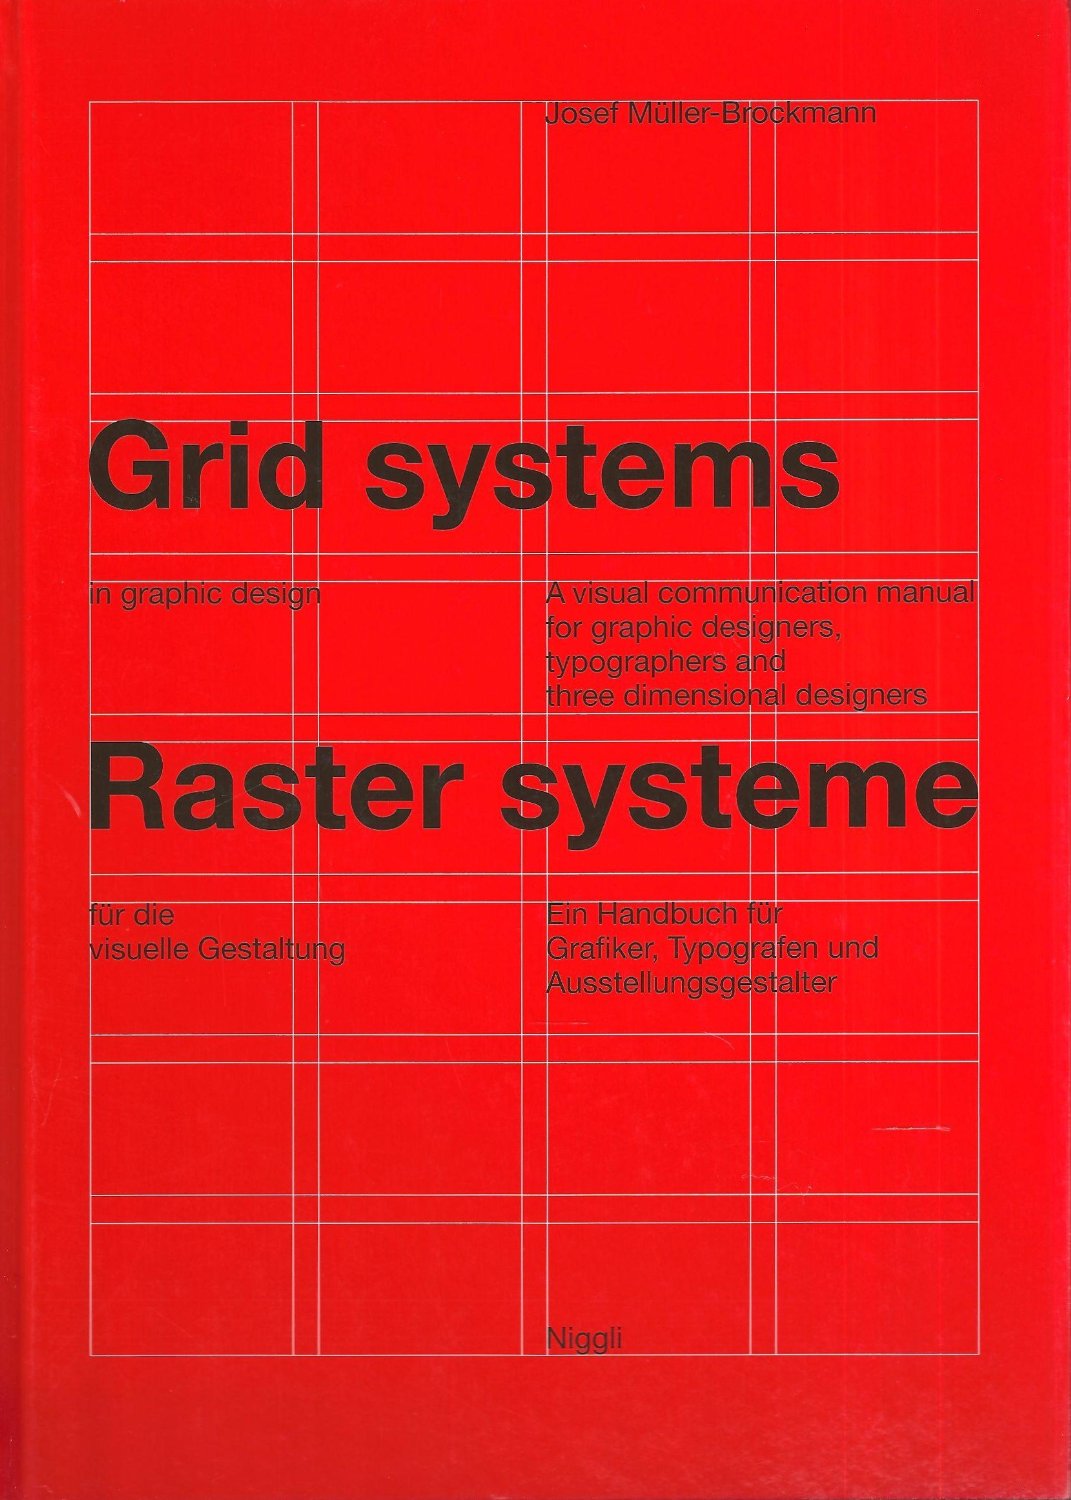 Josef Müller-Brockmann
Grid systems
in graphic design
A visual communication manual
for graphic designers,
typographers and
three dimensional designers
Raster systeme
für die
visuelle Gestaltung
Ein Handbuch für
Grafiker, Typografen und
Ausstellungsgestalter
Niggli